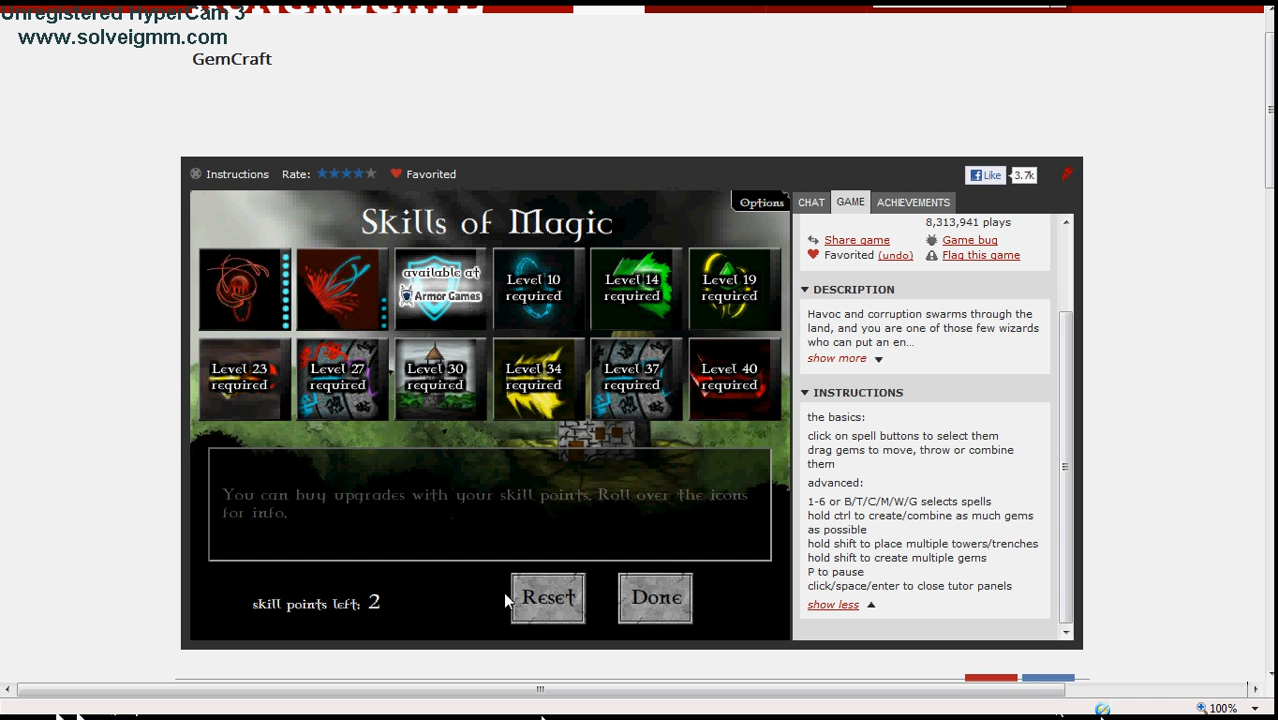 Unregistered HyperCam 3
www.solveigmm.com
GemCraft
Instructions Rate: Favorited
Like 3.7k
Options
CHAT GAME ACHIEVEMENTS
Skills of Magic
8,313,941 plays
Share game Game bug
Favorited (undo) Flag this game
available at
Armor Games
Level 10
required
Level 14
required
Level 19
required
Level 23
required
Level 27
required
Level 30
required
Level 34
required
Level 37
required
Level 40
required
You can buy upgrades with your skill points. Roll over the icons
for info.
skill points left: 2
Reset
Done
DESCRIPTION
Havoc and corruption swarms through the
land, and you are one of those few wizards
who can put an en...
show more
INSTRUCTIONS
the basics:
click on spell buttons to select them
drag gems to move, throw or combine
them
advanced:
1-6 or B/T/C/M/W/G selects spells
hold ctrl to create/combine as much gems
as possible
hold shift to place multiple towers/trenches
hold shift to create multiple gems
P to pause
click/space/enter to close tutor panels
show less
100%